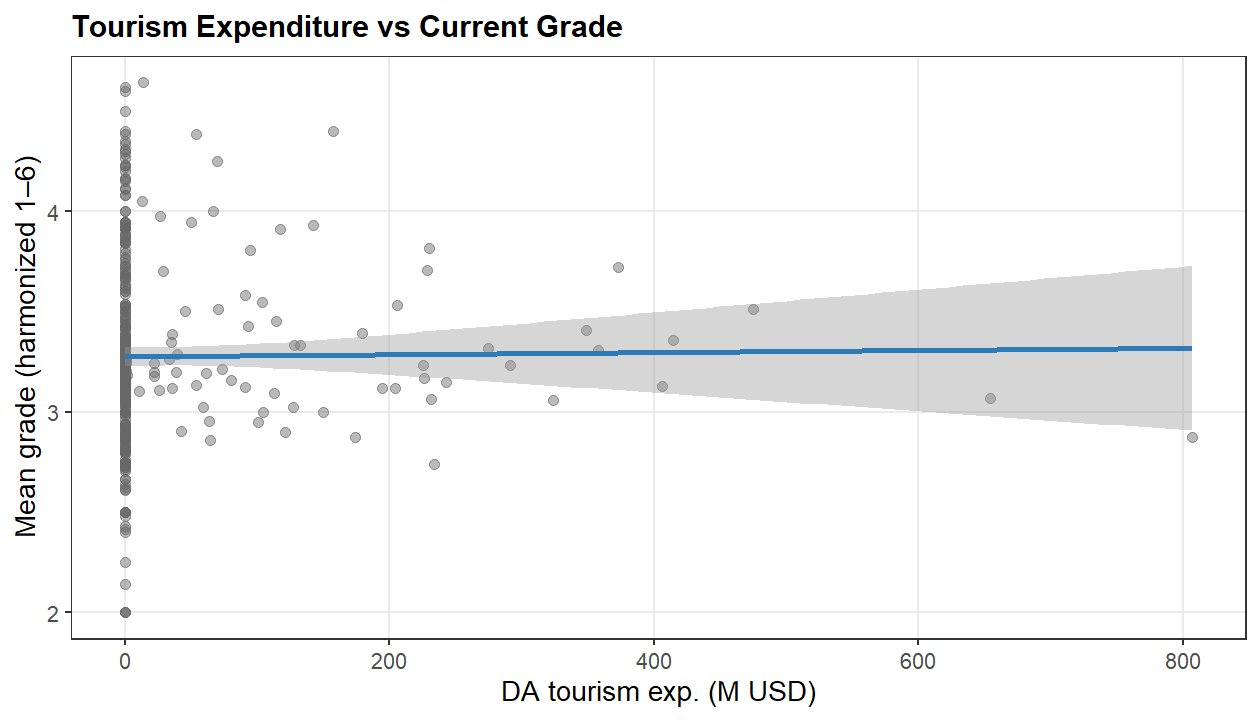 Tourism Expenditure vs Current Grade
Mean grade (harmonized 1–6)
4
3
2
0 200 400 600 800
DA tourism exp. (M USD)